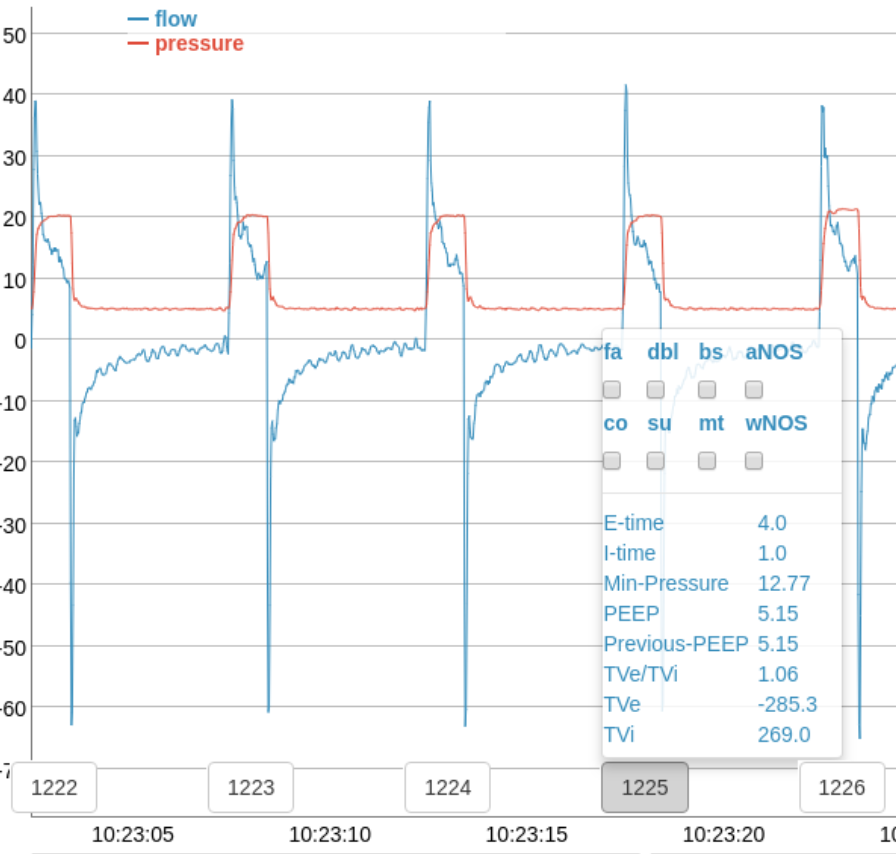 flow
pressure
50
40
30
20
10
0
-10
-20
-30
-40
-50
-60
-7
fa dbl bs aNOS
co su mt wNOS
E-time 4.0
I-time 1.0
Min-Pressure 12.77
PEEP 5.15
Previous-PEEP 5.15
TVe/TVi 1.06
TVe -285.3
TVi 269.0
1222 1223 1224 1225 1226
10:23:05 10:23:10 10:23:15 10:23:20 10